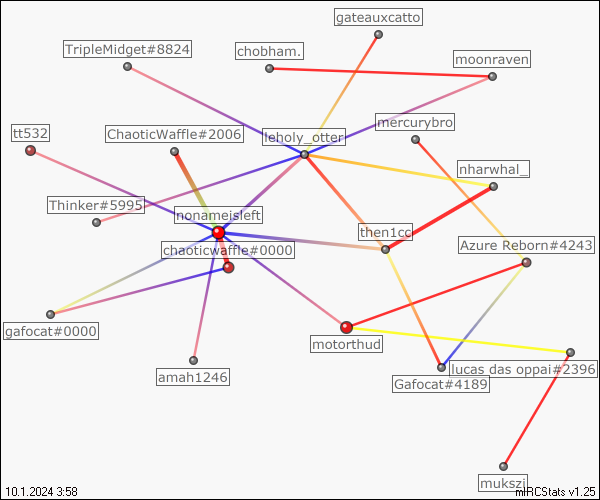 gateauxcatto
TripleMidget#8824
chobham.
moonraven
mercurybro
tt532
ChaoticWaffle#2006
leholy_otter
nharwhal_
Thinker#5995
nonameisleft
then1cc
chaoticwaffle#0000
Azure Reborn#4243
gafocat#0000
motorthud
amah1246
lucas das oppai#2396
Gafocat#4189
mukszi
10.1.2024 3:58
mIRCStats v1.25